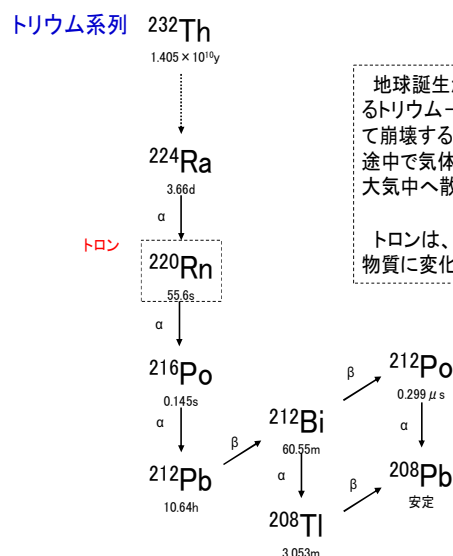 トリウム系列
²³²Th
1.405×10¹⁰y
²²⁴Ra
3.66d
α
トロン
²²⁰Rn
55.6s
α
²¹⁶Po
0.145s
α
²¹²Pb
10.64h
β
²¹²Bi
60.55m
β
²¹²Po
0.299μs
α
α
²⁰⁸Tl
3.053m
β
²⁰⁸Pb
安定
地球誕生
るトリウム
て崩壊する
途中で気体
大気中へ散
トロンは、
物質に変化